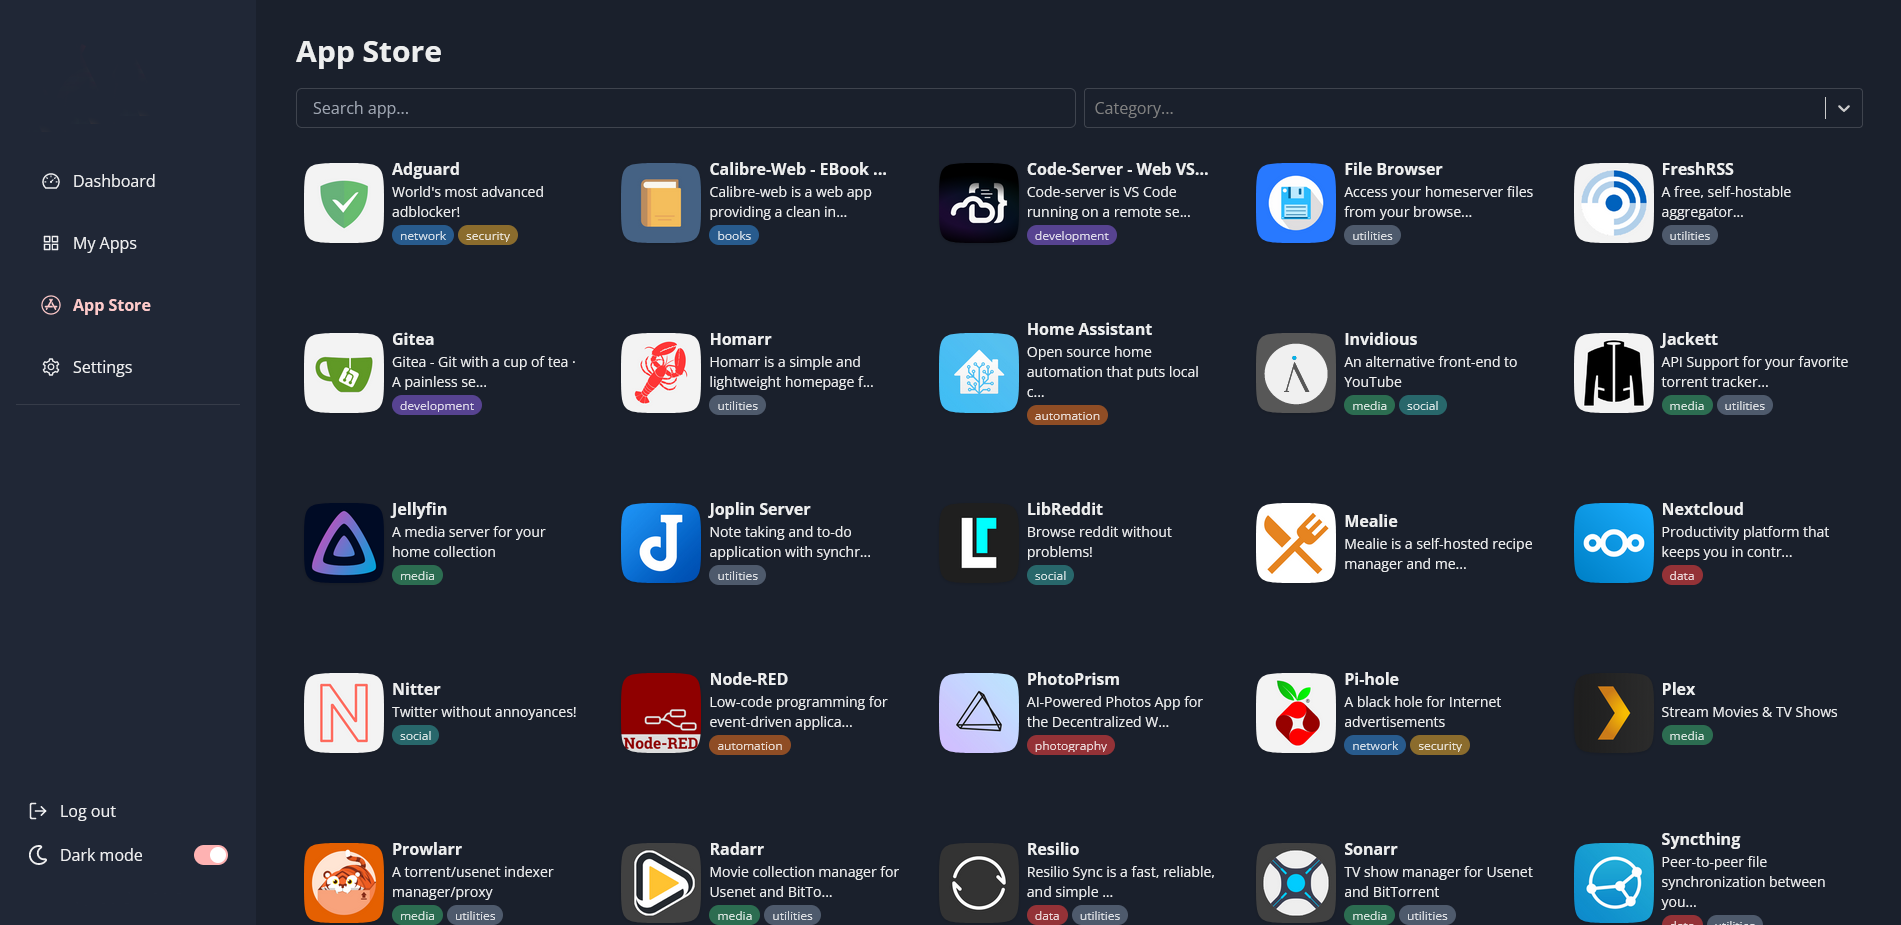 App Store
Search app...
Category...
Dashboard
My Apps
App Store
Settings
Log out
Dark mode
Adguard
World's most advanced
adblocker!
network security
Calibre-Web - EBook ...
Calibre-web is a web app
providing a clean in...
books
Code-Server - Web VS...
Code-server is VS Code
running on a remote se...
development
File Browser
Access your homeserver files
from your browse...
utilities
FreshRSS
A free, self-hostable
aggregator...
utilities
Gitea
Gitea - Git with a cup of tea ·
A painless se...
development
Homarr
Homarr is a simple and
lightweight homepage f...
utilities
Home Assistant
Open source home
automation that puts local
c...
automation
Invidious
An alternative front-end to
YouTube
media social
Jackett
API Support for your favorite
torrent tracker...
media utilities
Jellyfin
A media server for your
home collection
media
Joplin Server
Note taking and to-do
application with synchr...
utilities
LibReddit
Browse reddit without
problems!
social
Mealie
Mealie is a self-hosted recipe
manager and me...
Nextcloud
Productivity platform that
keeps you in contr...
data
Nitter
Twitter without annoyances!
social
Node-RED
Node-RED
Low-code programming for
event-driven applica...
automation
PhotoPrism
AI-Powered Photos App for
the Decentralized W...
photography
Pi-hole
A black hole for Internet
advertisements
network security
Plex
Stream Movies & TV Shows
media
Prowlarr
A torrent/usenet indexer
manager/proxy
media utilities
Radarr
Movie collection manager for
Usenet and BitTo...
media utilities
Resilio
Resilio Sync is a fast, reliable,
and simple ...
data utilities
Sonarr
TV show manager for Usenet
and BitTorrent
media utilities
Syncthing
Peer-to-peer file
synchronization between
you...
data utilities